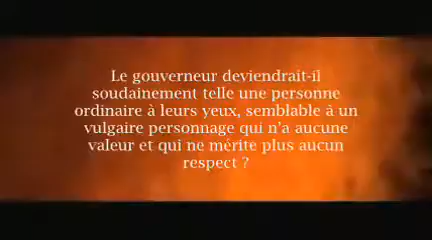 Le gouverneur deviendrait-il
soudainement telle une personne
ordinaire à leurs yeux, semblable à un
vulgaire personnage qui n'a aucune
valeur et qui ne mérite plus aucun
respect ?